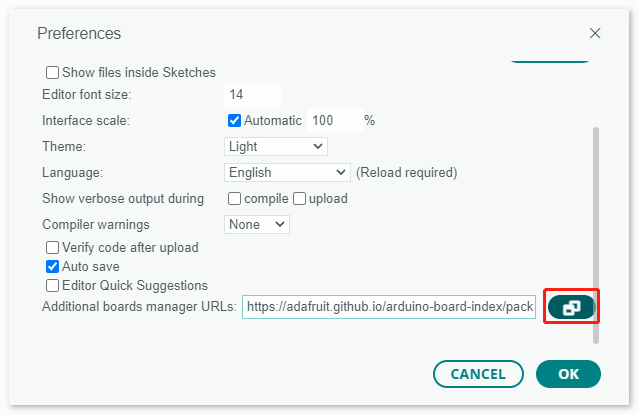 Preferences
Show files inside Sketches
Editor font size: 14
Interface scale: Automatic 100 %
Theme: Light
Language: English (Reload required)
Show verbose output during compile upload
Compiler warnings None
Verify code after upload
Auto save
Editor Quick Suggestions
Additional boards manager URLs: https://adafruit.github.io/arduino-board-index/pack
CANCEL OK